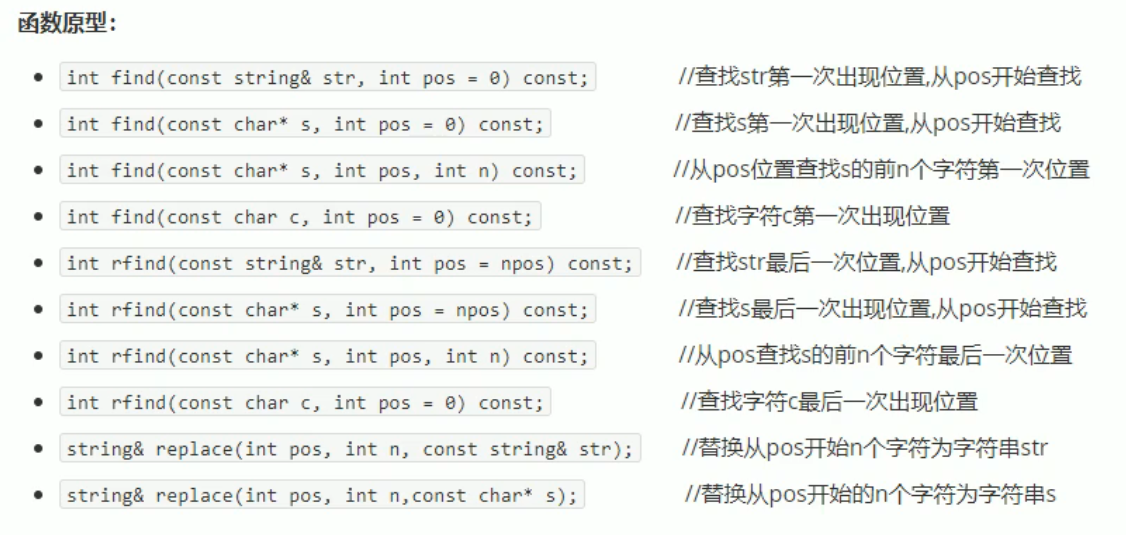 函数原型：
int find(const string& str, int pos = 0) const; //查找str第一次出现位置,从pos开始查找
int find(const char* s, int pos = 0) const; //查找s第一次出现位置,从pos开始查找
int find(const char* s, int pos, int n) const; //从pos位置查找s的前n个字符第一次位置
int find(const char c, int pos = 0) const; //查找字符c第一次出现位置
int rfind(const string& str, int pos = npos) const; //查找str最后一次位置,从pos开始查找
int rfind(const char* s, int pos = npos) const; //查找s最后一次出现位置,从pos开始查找
int rfind(const char* s, int pos, int n) const; //从pos查找s的前n个字符最后一次位置
int rfind(const char c, int pos = 0) const; //查找字符c最后一次出现位置
string& replace(int pos, int n, const string& str); //替换从pos开始n个字符为字符串str
string& replace(int pos, int n,const char* s); //替换从pos开始的n个字符为字符串s